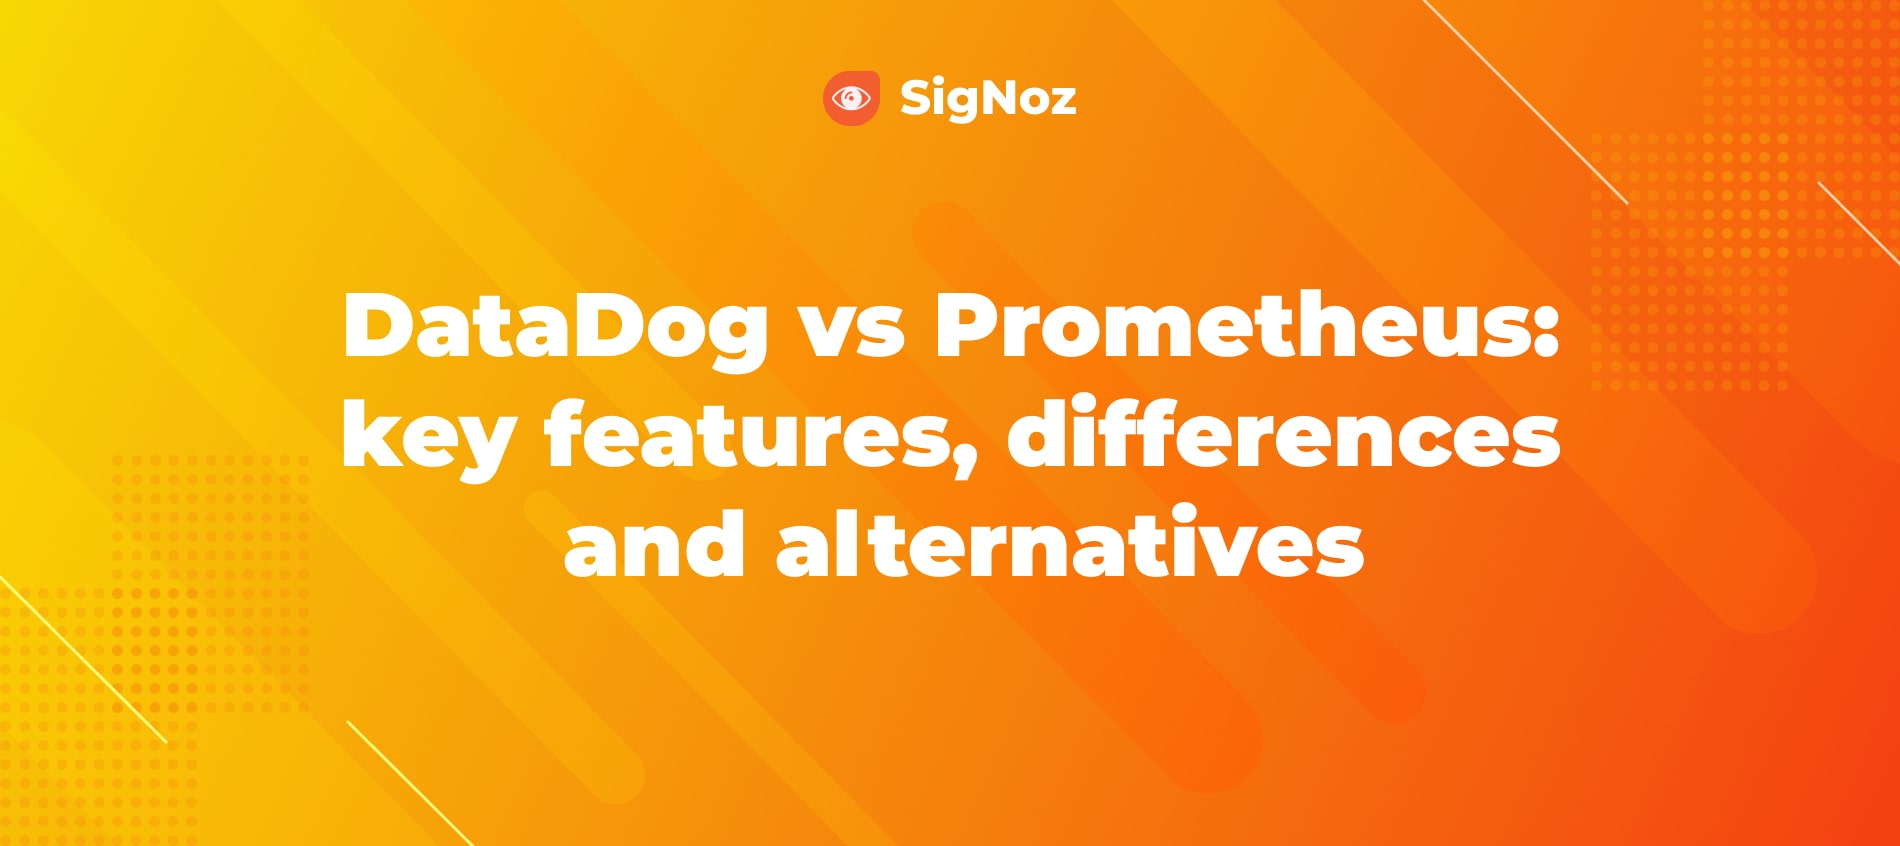 SigNoz
DataDog vs Prometheus:
key features, differences
and alternatives